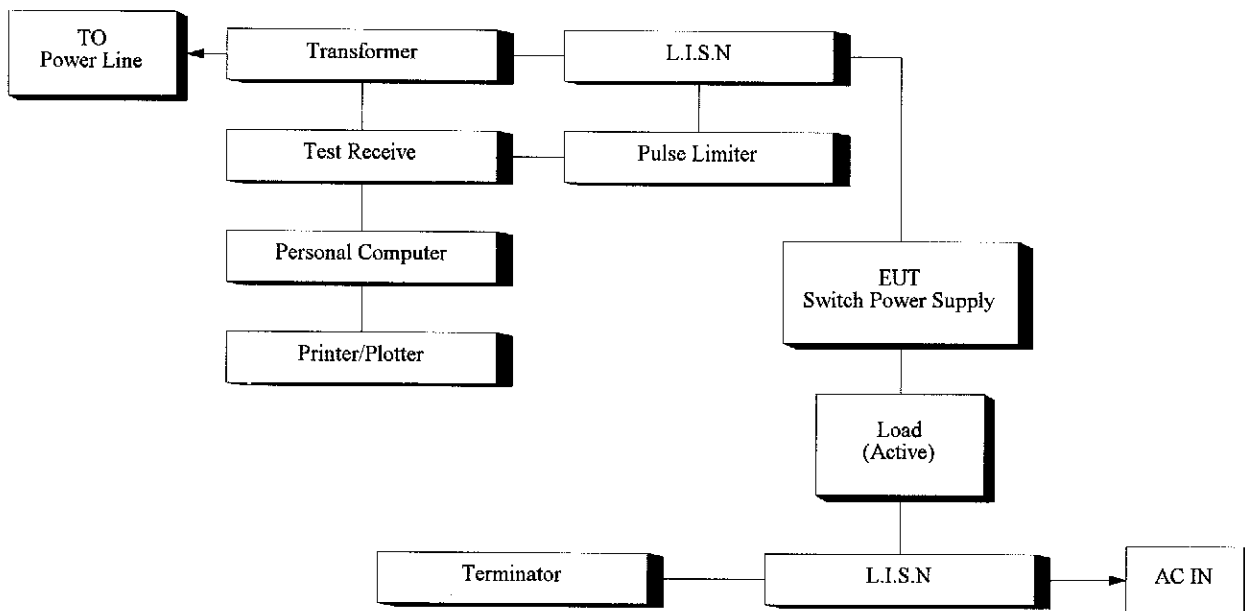 TO
Power Line
Transformer
L.I.S.N
Test Receive
Pulse Limiter
Personal Computer
EUT
Switch Power Supply
Printer/Plotter
Load
(Active)
Terminator
L.I.S.N
AC IN